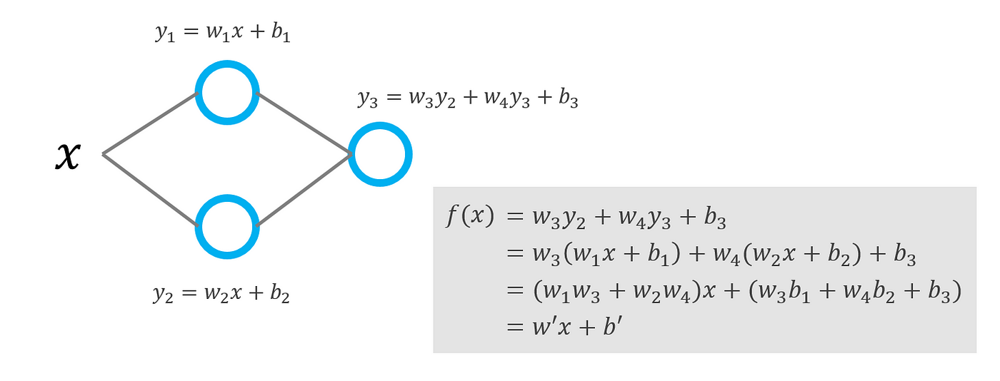 y₁ = w₁x + b₁
y₃ = w₃y₂ + w₄y₃ + b₃
x
f(x) = w₃y₂ + w₄y₃ + b₃
= w₃(w₁x + b₁) + w₄(w₂x + b₂) + b₃
= (w₁w₃ + w₂w₄)x + (w₃b₁ + w₄b₂ + b₃)
= w′x + b′
y₂ = w₂x + b₂